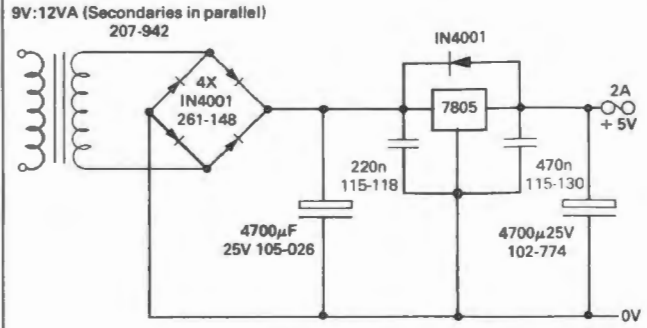 9V:12VA (Secondaries in parallel)
207-942
4X
IN4001
261-148
IN4001
7805
2A
+ 5V
220n
115-118
470n
115-130
4700µF
25V 105-026
4700µ25V
102-774
0V